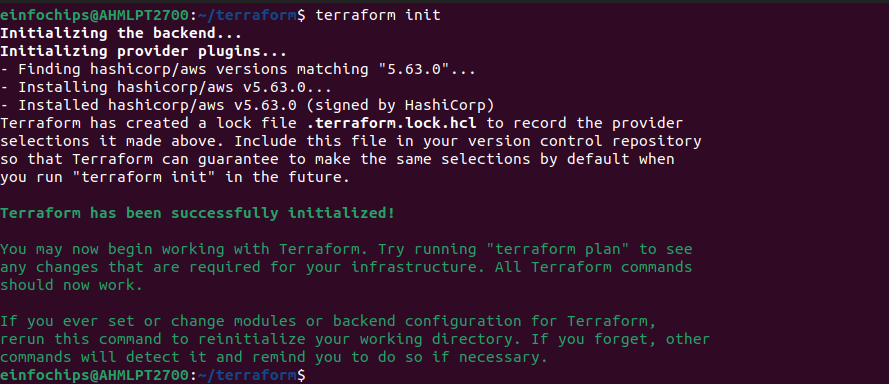 einfochips@AHMLPT2700:~/terraform$ terraform init
Initializing the backend...
Initializing provider plugins...
- Finding hashicorp/aws versions matching "5.63.0"...
- Installing hashicorp/aws v5.63.0...
- Installed hashicorp/aws v5.63.0 (signed by HashiCorp)
Terraform has created a lock file .terraform.lock.hcl to record the provider
selections it made above. Include this file in your version control repository
so that Terraform can guarantee to make the same selections by default when
you run "terraform init" in the future.
Terraform has been successfully initialized!
You may now begin working with Terraform. Try running "terraform plan" to see
any changes that are required for your infrastructure. All Terraform commands
should now work.
If you ever set or change modules or backend configuration for Terraform,
rerun this command to reinitialize your working directory. If you forget, other
commands will detect it and remind you to do so if necessary.
einfochips@AHMLPT2700:~/terraform$